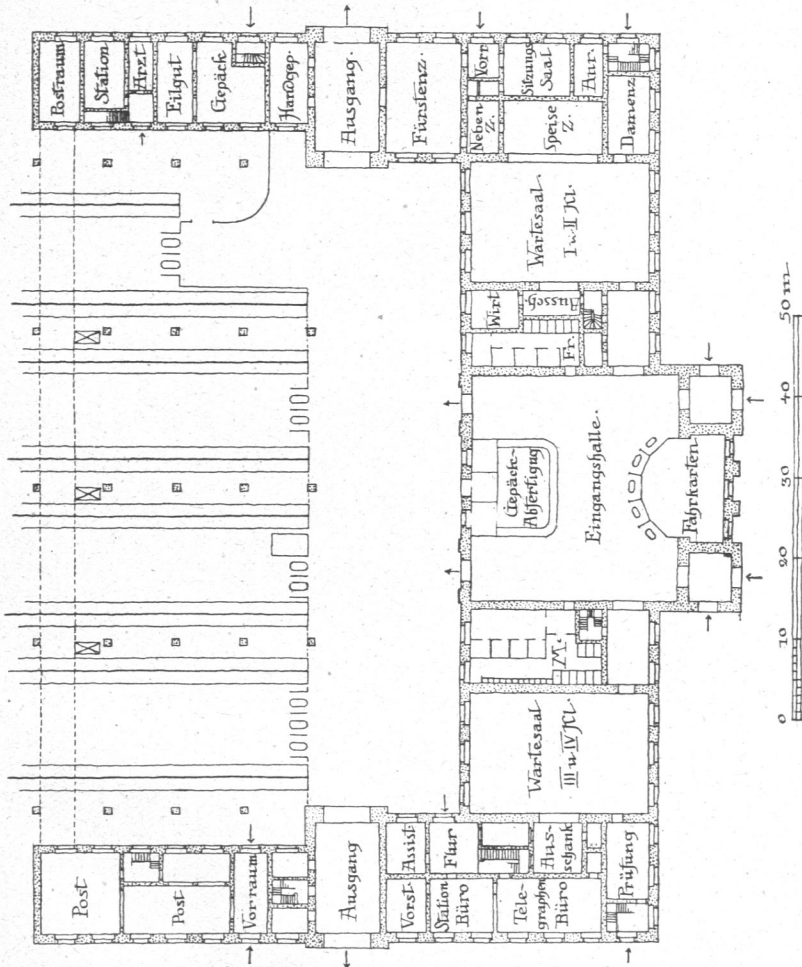 Postraum
Station
Arzt
Eilgut
Gepäck
Handgep.
Ausgang.
Fürstenz.
Vorr
Neben
Z.
Sitzungs
Saal
Anr.
Speise
Z.
Damenz
Wartesaal
I u. II Kl.
Wirt
Aussch.
Fr.
Gepäck-
Abfertigug
Eingangshalle.
Fahrkarten
M.
Wartesaal
III u IV Kl.
Post
Post
Vorraum
Ausgang
Vorst
Assist
Flur
Station
Büro
Tele-
graphen
Büro
Aus-
schank
Prüfung
0 10 20 30 40 50 m